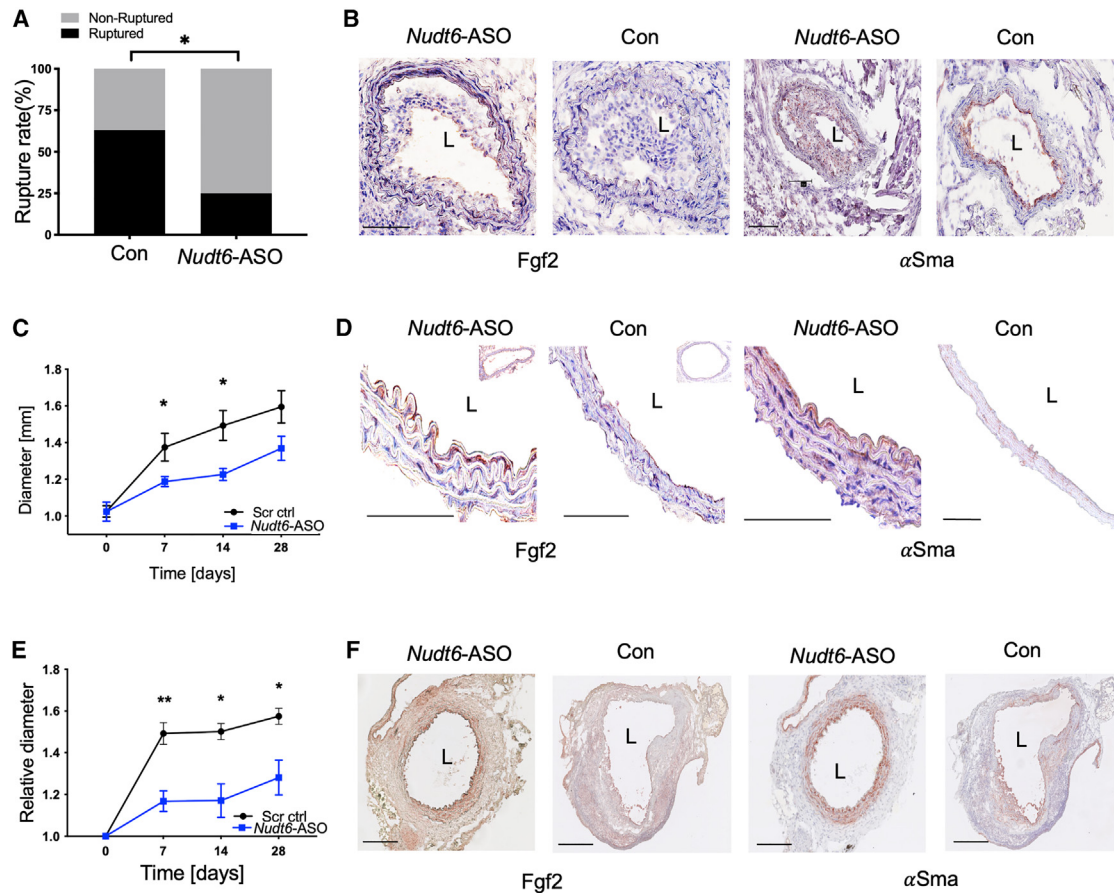 A
Non-Ruptured
Ruptured
*
Rupture rate(%)
100
75
50
25
0
Con
Nudt6-ASO
B
Nudt6-ASO
Con
Nudt6-ASO
Con
L
L
L
L
Fgf2
αSma
C
Diameter [mm]
1.8
1.6
1.4
1.2
1.0
*
*
Scr ctrl
Nudt6-ASO
0
7
14
28
Time [days]
D
Nudt6-ASO
Con
Nudt6-ASO
Con
L
L
L
L
Fgf2
αSma
E
Relative diameter
1.8
1.6
1.4
1.2
1.0
**
*
*
Scr ctrl
Nudt6-ASO
0
7
14
28
Time [days]
F
Nudt6-ASO
Con
Nudt6-ASO
Con
L
L
L
L
Fgf2
αSma